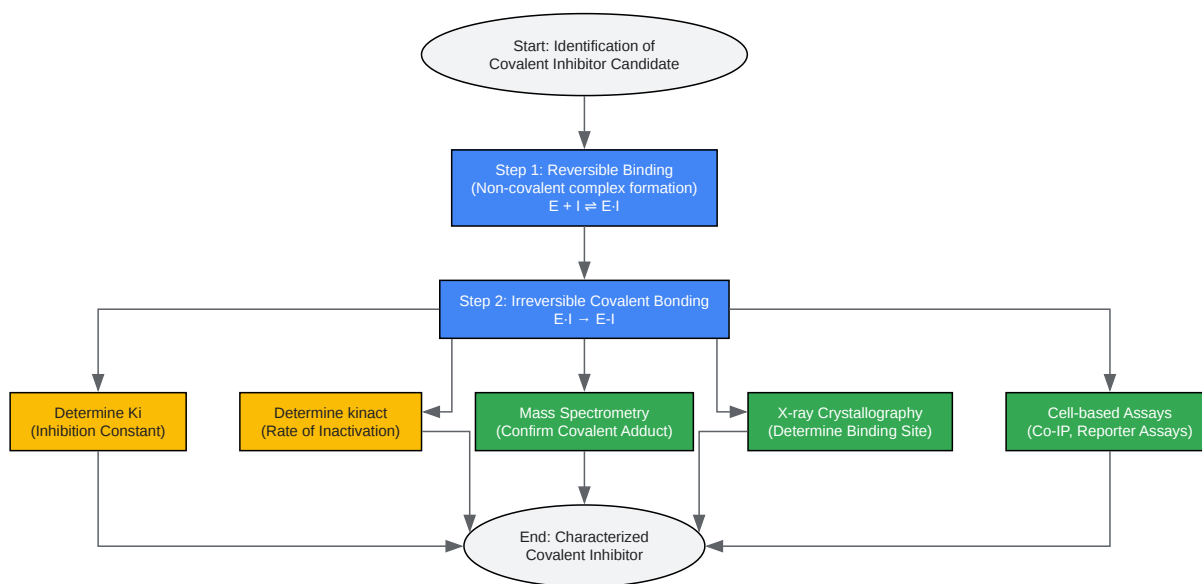 Start: Identification of
Covalent Inhibitor Candidate
Step 1: Reversible Binding
(Non-covalent complex formation)
E + I ⇌ E·I
Step 2: Irreversible Covalent Bonding
E·I → E-I
Determine Ki
(Inhibition Constant)
Determine kinact
(Rate of Inactivation)
Mass Spectrometry
(Confirm Covalent Adduct)
X-ray Crystallography
(Determine Binding Site)
Cell-based Assays
(Co-IP, Reporter Assays)
End: Characterized
Covalent Inhibitor